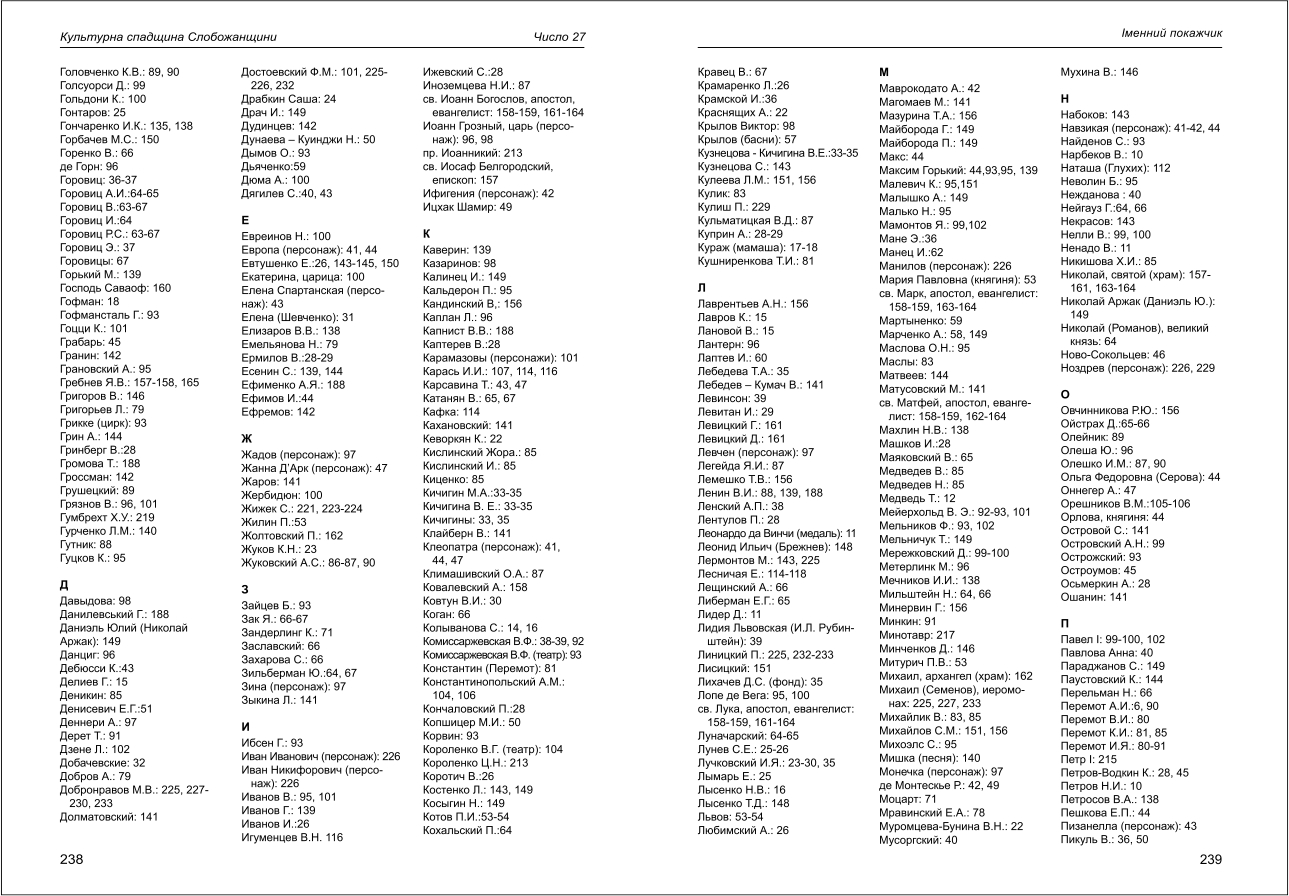 Культурна спадщина Слобожанщини
Число 27
Головченко К.В.: 89, 90
Голсуорси Д.: 99
Гольдони К.: 100
Гонтаров: 25
Гончаренко И.К.: 135, 138
Горбачев М.С.: 150
Горенко В.: 66
де Горн: 96
Горовиц: 36-37
Горовиц А.И.:64-65
Горовиц В.:63-67
Горовиц И.:64
Горовиц Р.С.: 63-67
Горовиц Э.: 37
Горовицы: 67
Горький М.: 139
Господь Саваоф: 160
Гофман: 18
Гофмансталь Г.: 93
Гоцци К.: 101
Грабарь: 45
Гранин: 142
Грановский А.: 95
Гребнев Я.В.: 157-158, 165
Григоров В.: 146
Григорьев Л.: 79
Грикке (цирк): 93
Грин А.: 144
Гринберг В.:28
Громова Т.: 188
Гроссман: 142
Грушецкий: 89
Грязнов В.: 96, 101
Гумбрехт Х.У.: 219
Гурченко Л.М.: 140
Гутник: 88
Гуцков К.: 95
Д
Давыдова: 98
Данилевський Г.: 188
Даниэль Юлий (Николай
Аржак): 149
Данциг: 96
Дебюсси К.:43
Делиев Г.: 15
Деникин: 85
Денисевич Е.Г.:51
Деннери А.: 97
Дерет Т.: 91
Дзене Л.: 102
Добачевские: 32
Добров А.: 79
Добронравов М.В.: 225, 227-
230, 233
Долматовский: 141
Достоевский Ф.М.: 101, 225-
226, 232
Драбкин Саша: 24
Драч И.: 149
Дудинцев: 142
Дунаева – Куинджи Н.: 50
Дымов О.: 93
Дьяченко:59
Дюма А.: 100
Дягилев С.:40, 43
Е
Евреинов Н.: 100
Европа (персонаж): 41, 44
Евтушенко Е.:26, 143-145, 150
Екатерина, царица: 100
Елена Спартанская (персо-
наж): 43
Елена (Шевченко): 31
Елизаров В.В.: 138
Емельянова Н.: 79
Ермилов В.:28-29
Есенин С.: 139, 144
Ефименко А.Я.: 188
Ефимов И.:44
Ефремов: 142
Ж
Жадов (персонаж): 97
Жанна Д'Арк (персонаж): 47
Жаров: 141
Жербидюн: 100
Жижек С.: 221, 223-224
Жилин П.:53
Жолтовский П.: 162
Жуков К.Н.: 23
Жуковский А.С.: 86-87, 90
З
Зайцев Б.: 93
Зак Я.: 66-67
Зандерлинг К.: 71
Заславский: 66
Захарова С.: 66
Зильберман Ю.:64, 67
Зина (персонаж): 97
Зыкина Л.: 141
И
Ибсен Г.: 93
Иван Иванович (персонаж): 226
Иван Никифорович (персо-
наж): 226
Иванов В.: 95, 101
Иванов Г.: 139
Иванов И.:26
Игуменцев В.Н. 116
Ижевский С.:28
Иноземцева Н.И.: 87
св. Иоанн Богослов, апостол,
евангелист: 158-159, 161-164
Иоанн Грозный, царь (персо-
наж): 96, 98
пр. Иоанникий: 213
св. Иосаф Белгородский,
епископ: 157
Ифигения (персонаж): 42
Ицхак Шамир: 49
К
Каверин: 139
Казаринов: 98
Калинец И.: 149
Кальдерон П.: 95
Кандинский В,: 156
Каплан Л.: 96
Капнист В.В.: 188
Каптерев В.:28
Карамазовы (персонажи): 101
Карась И.И.: 107, 114, 116
Карсавина Т.: 43, 47
Катанян В.: 65, 67
Кафка: 114
Кахановский: 141
Кеворкян К.: 22
Кислинский Жора.: 85
Кислинский И.: 85
Киценко: 85
Кичигин М.А.:33-35
Кичигина В. Е.: 33-35
Кичигины: 33, 35
Клайберн В.: 141
Клеопатра (персонаж): 41,
44, 47
Климашивский О.А.: 87
Ковалевский А.: 158
Ковтун В.И.: 30
Коган: 66
Колыванова С.: 14, 16
Комиссаржевская В.Ф.: 38-39, 92
Комиссаржевская В.Ф. (театр): 93
Константин (Перемот): 81
Константинопольский А.М.:
104, 106
Кончаловский П.:28
Копшицер М.И.: 50
Корвин: 93
Короленко В.Г. (театр): 104
Короленко Ц.Н.: 213
Коротич В.:26
Костенко Л.: 143, 149
Косыгин Н.: 149
Котов П.И.:53-54
Кохальский П.:64
238
Іменний покажчик
Кравец В.: 67
Крамаренко Л.:26
Крамской И.:36
Краснящих А.: 22
Крылов Виктор: 98
Крылов (басни): 57
Кузнецова - Кичигина В.Е.:33-35
Кузнецова С.: 143
Кулеева Л.М.: 151, 156
Кулик: 83
Кулиш П.: 229
Кульматицкая В.Д.: 87
Куприн А.: 28-29
Кураж (мамаша): 17-18
Кушниренкова Т.И.: 81
Л
Лаврентьев А.Н.: 156
Лавров К.: 15
Лановой В.: 15
Лантерн: 96
Лаптев И.: 60
Лебедева Т.А.: 35
Лебедев – Кумач В.: 141
Левинсон: 39
Левитан И.: 29
Левицкий Г.: 161
Левицкий Д.: 161
Левчен (персонаж): 97
Легейда Я.И.: 87
Лемешко Т.В.: 156
Ленин В.И.: 88, 139, 188
Ленский А.П.: 38
Лентулов П.: 28
Леонардо да Винчи (медаль): 11
Леонид Ильич (Брежнев): 148
Лермонтов М.: 143, 225
Лесничая Е.: 114-118
Лещинский А.: 66
Либерман Е.Г.: 65
Лидер Д.: 11
Лидия Львовская (И.Л. Рубин-
штейн): 39
Линицкий П.: 225, 232-233
Лисицкий: 151
Лихачев Д.С. (фонд): 35
Лопе де Вега: 95, 100
св. Лука, апостол, евангелист:
158-159, 161-164
Луначарский: 64-65
Лунев С.Е.: 25-26
Лучковский И.Я.: 23-30, 35
Лымарь Е.: 25
Лысенко Н.В.: 16
Лысенко Т.Д.: 148
Львов: 53-54
Любимский А.: 26
М
Маврокодато А.: 42
Магомаев М.: 141
Мазурина Т.А.: 156
Майборода Г.: 149
Майборода П.: 149
Макс: 44
Максим Горький: 44,93,95, 139
Малевич К.: 95,151
Малышко А.: 149
Малько Н.: 95
Мамонтов Я.: 99,102
Мане Э.:36
Манец И.:62
Манилов (персонаж): 226
Мария Павловна (княгиня): 53
св. Марк, апостол, евангелист:
158-159, 163-164
Мартыненко: 59
Марченко А.: 58, 149
Маслова О.Н.: 95
Маслы: 83
Матвеев: 144
Матусовский М.: 141
св. Матфей, апостол, еванге-
лист: 158-159, 162-164
Махлин Н.В.: 138
Машков И.:28
Маяковский В.: 65
Медведев В.: 85
Медведев Н.: 85
Медведь Т.: 12
Мейерхольд В. Э.: 92-93, 101
Мельников Ф.: 93, 102
Мельничук Т.: 149
Мережковский Д.: 99-100
Метерлинк М.: 96
Мечников И.И.: 138
Мильштейн Н.: 64, 66
Минервин Г.: 156
Минкин: 91
Минотавр: 217
Минченков Д.: 146
Митурич П.В.: 53
Михаил, архангел (храм): 162
Михаил (Семенов), иеромо-
нах: 225, 227, 233
Михайлик В.: 83, 85
Михайлов С.М.: 151, 156
Михоэлс С.: 95
Мишка (песня): 140
Монечка (персонаж): 97
де Монтескье Р.: 42, 49
Моцарт: 71
Мравинский Е.А.: 78
Муромцева-Бунина В.Н.: 22
Мусоргский: 40
Мухина В.: 146
Н
Набоков: 143
Навзикая (персонаж): 41-42, 44
Найденов С.: 93
Нарбеков В.: 10
Наташа (Глухих): 112
Неволин Б.: 95
Нежданова : 40
Нейгауз Г.:64, 66
Некрасов: 143
Нелли В.: 99, 100
Ненадо В.: 11
Никишова Х.И.: 85
Николай, святой (храм): 157-
161, 163-164
Николай Аржак (Даниэль Ю.):
149
Николай (Романов), великий
князь: 64
Ново-Сокольцев: 46
Ноздрев (персонаж): 226, 229
О
Овчинникова Р.Ю.: 156
Ойстрах Д.:65-66
Олейник: 89
Олеша Ю.: 96
Олешко И.М.: 87, 90
Ольга Федоровна (Серова): 44
Оннегер А.: 47
Орешников В.М.:105-106
Орлова, княгиня: 44
Островой С.: 141
Островский А.Н.: 99
Острожский: 93
Остроумов: 45
Осьмеркин А.: 28
Ошанин: 141
П
Павел I: 99-100, 102
Павлова Анна: 40
Параджанов С.: 149
Паустовский К.: 144
Перельман Н.: 66
Перемот А.И.:6, 90
Перемот В.И.: 80
Перемот К.И.: 81, 85
Перемот И.Я.: 80-91
Петр I: 215
Петров-Водкин К.: 28, 45
Петров Н.И.: 10
Петросов В.А.: 138
Пешкова Е.П.: 44
Пизанелла (персонаж): 43
Пикуль В.: 36, 50
239